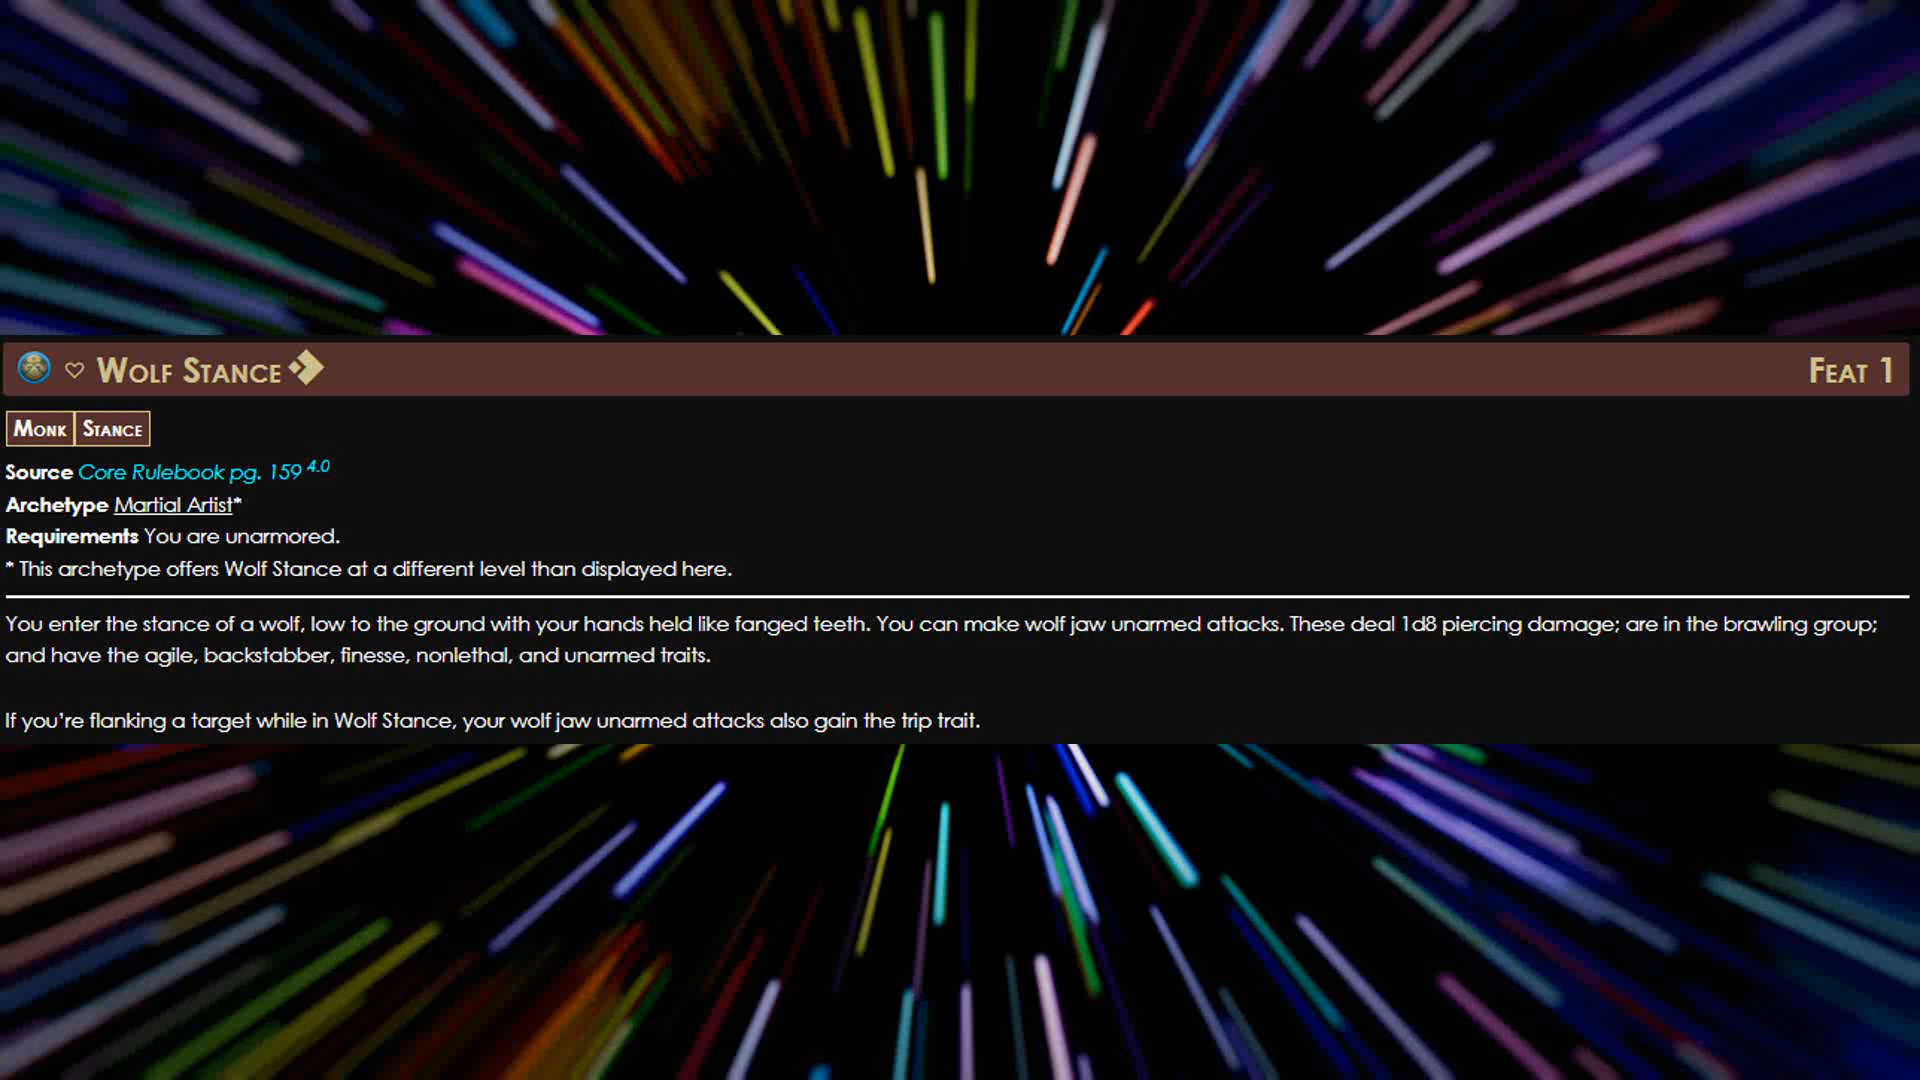 Wolf Stance
Feat 1
Monk Stance
Source Core Rulebook pg. 159 4.0
Archetype Martial Artist*
Requirements You are unarmored.
* This archetype offers Wolf Stance at a different level than displayed here.
You enter the stance of a wolf, low to the ground with your hands held like fanged teeth. You can make wolf jaw unarmed attacks. These deal 1d8 piercing damage; are in the brawling group;
and have the agile, backstabber, finesse, nonlethal, and unarmed traits.
If you're flanking a target while in Wolf Stance, your wolf jaw unarmed attacks also gain the trip trait.